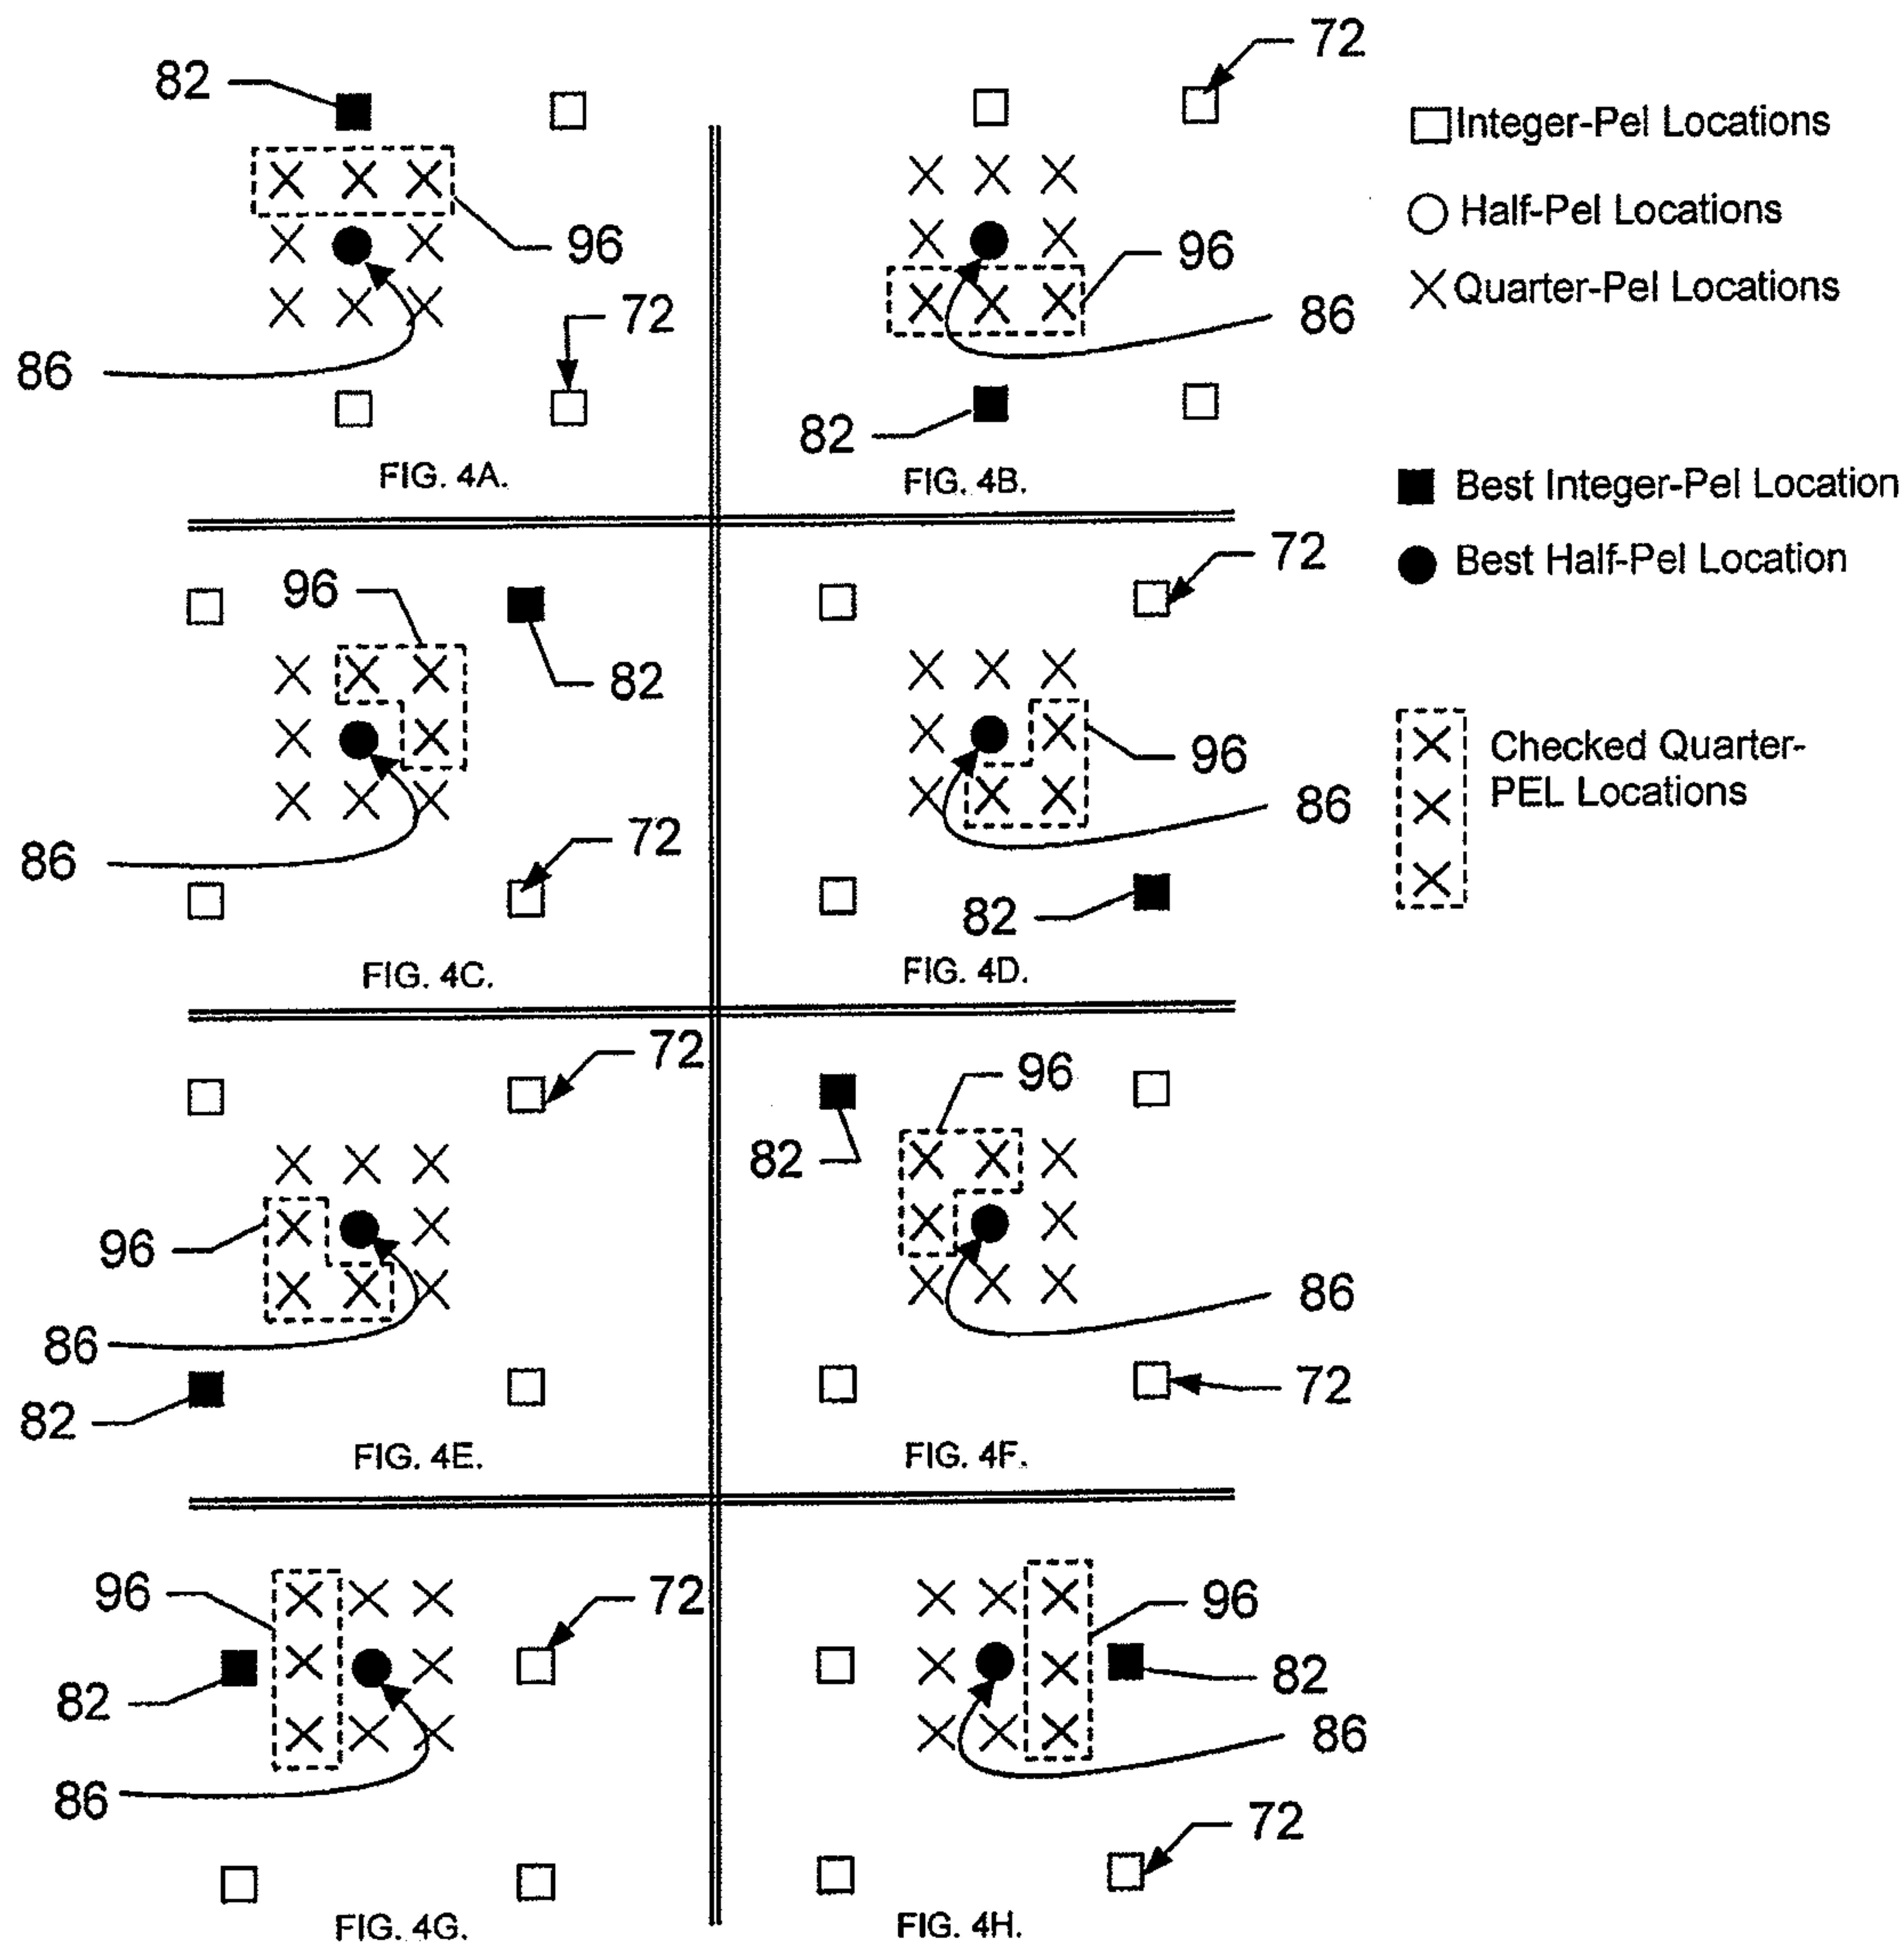 82
96
72
86
FIG. 4A.
72
96
86
82
FIG. 4B.
Integer-Pel Locations
Half-Pel Locations
Quarter-Pel Locations
Best Integer-Pel Location
Best Half-Pel Location
Checked Quarter-
PEL Locations
96
82
72
86
FIG. 4C.
72
96
86
82
FIG. 4D.
72
96
86
82
FIG. 4E.
96
82
86
72
FIG. 4F.
96
72
82
86
FIG. 4G.
96
82
86
72
FIG. 4H.